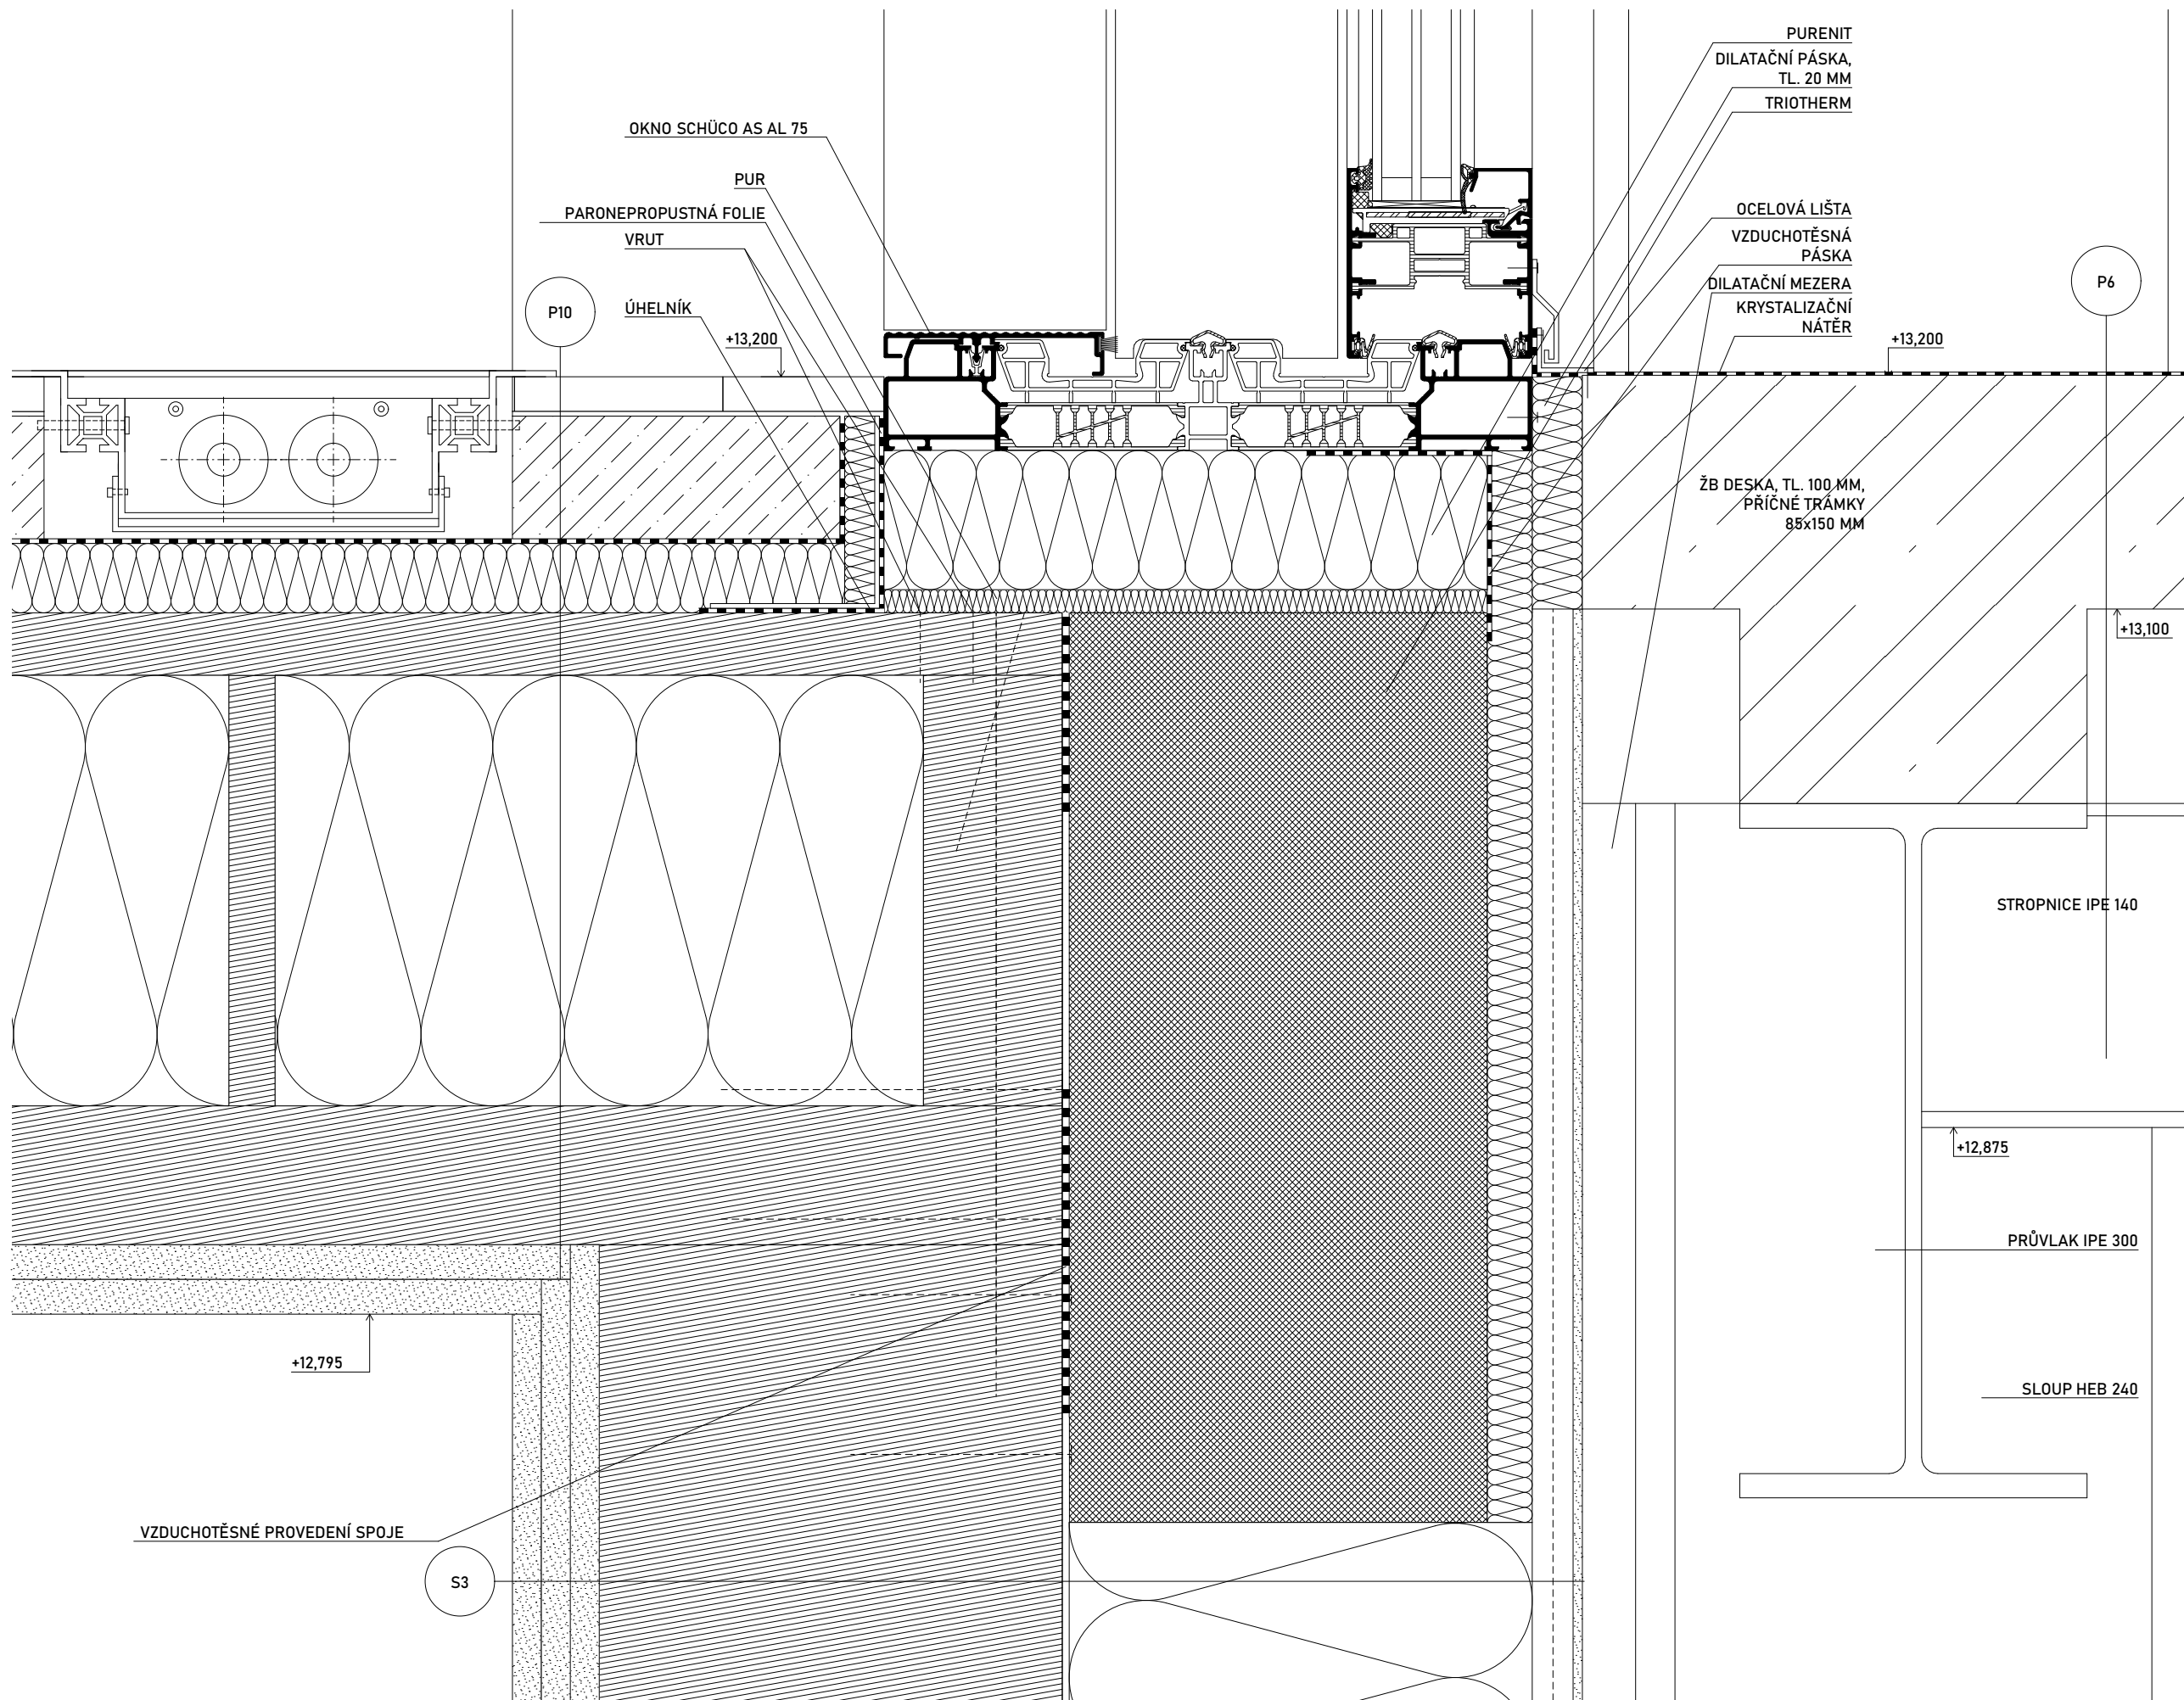 PURENIT
DILATAČNÍ PÁSKA,
TL. 20 MM
TRIOTHERM
OKNO SCHÜCO AS AL 75
PUR
PARONEPROPUSTNÁ FOLIE
VRUT
ÚHELNÍK
P10
+13,200
OCELOVÁ LIŠTA
VZDUCHOTĚSNÁ
PÁSKA
DILATAČNÍ MEZERA
KRYSTALIZAČNÍ
NÁTĚR
P6
+13,200
ŽB DESKA, TL. 100 MM,
PŘÍČNÉ TRÁMKY
85x150 MM
+13,100
STROPNICE IPE 140
+12,875
PRŮVLAK IPE 300
+12,795
SLOUP HEB 240
VZDUCHOTĚSNÉ PROVEDENÍ SPOJE
S3